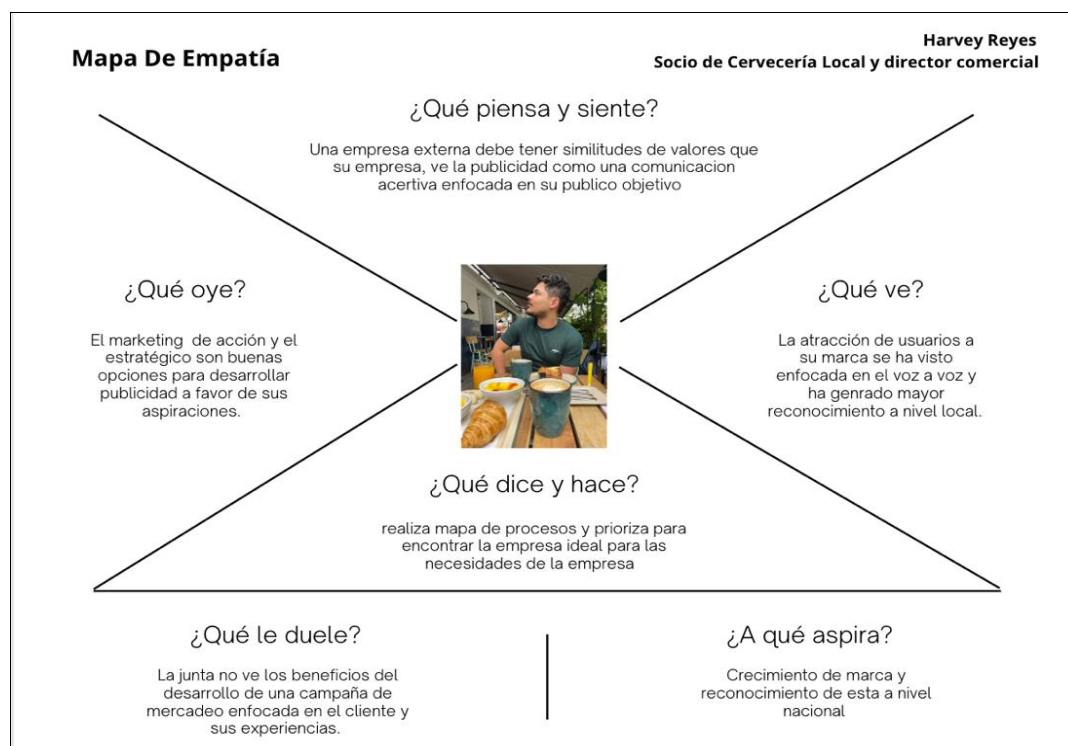 Mapa De Empatía
Harvey Reyes
Socio de Cervecería Local y director comercial
¿Qué piensa y siente?
Una empresa externa debe tener similitudes de valores que
su empresa, ve la publicidad como una comunicacion
acertiva enfocada en su publico objetivo
¿Qué oye?
El marketing de acción y el
estratégico son buenas
opciones para desarrollar
publicidad a favor de sus
aspiraciones.
¿Qué ve?
La atracción de usuarios a
su marca se ha visto
enfocada en el voz a voz y
ha genrado mayor
reconocimiento a nivel local.
¿Qué dice y hace?
realiza mapa de procesos y prioriza para
encontrar la empresa ideal para las
necesidades de la empresa
¿Qué le duele?
La junta no ve los beneficios del
desarrollo de una campaña de
mercadeo enfocada en el cliente y
sus experiencias.
¿A qué aspira?
Crecimiento de marca y
reconocimiento de esta a nivel
nacional